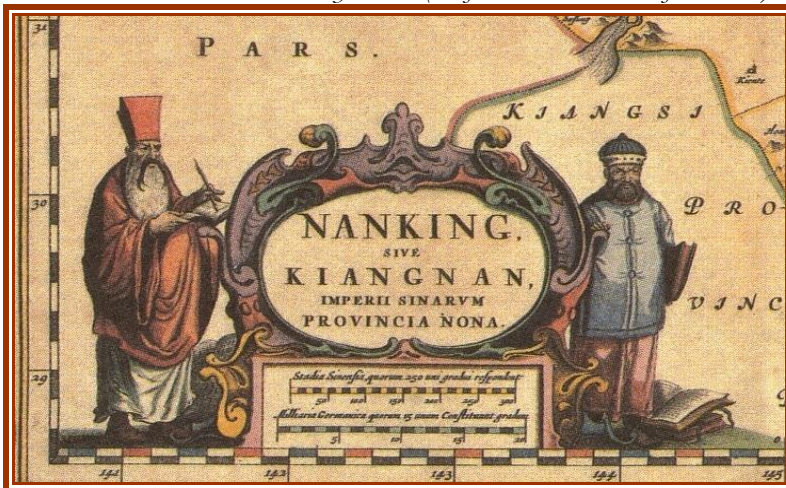 PARS.
KIANGSI
PRO-
VINC
NANKING,
SIVE
KIANGNAN,
IMPERII SINARVM
PROVINCIA NONA.
Stadia Sinensia, quorum 250 uni gradui respondent
50 100 150 200 250 300
Milliaria Germanica quorum 15 unum Constituunt gradum
5 10 15 20
Kiente
31
30
29
141 142 143 144 145